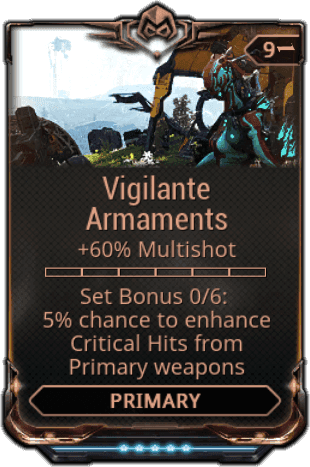 9
Vigilante
Armaments
+60% Multishot
Set Bonus 0/6:
5% chance to enhance
Critical Hits from
Primary weapons
PRIMARY